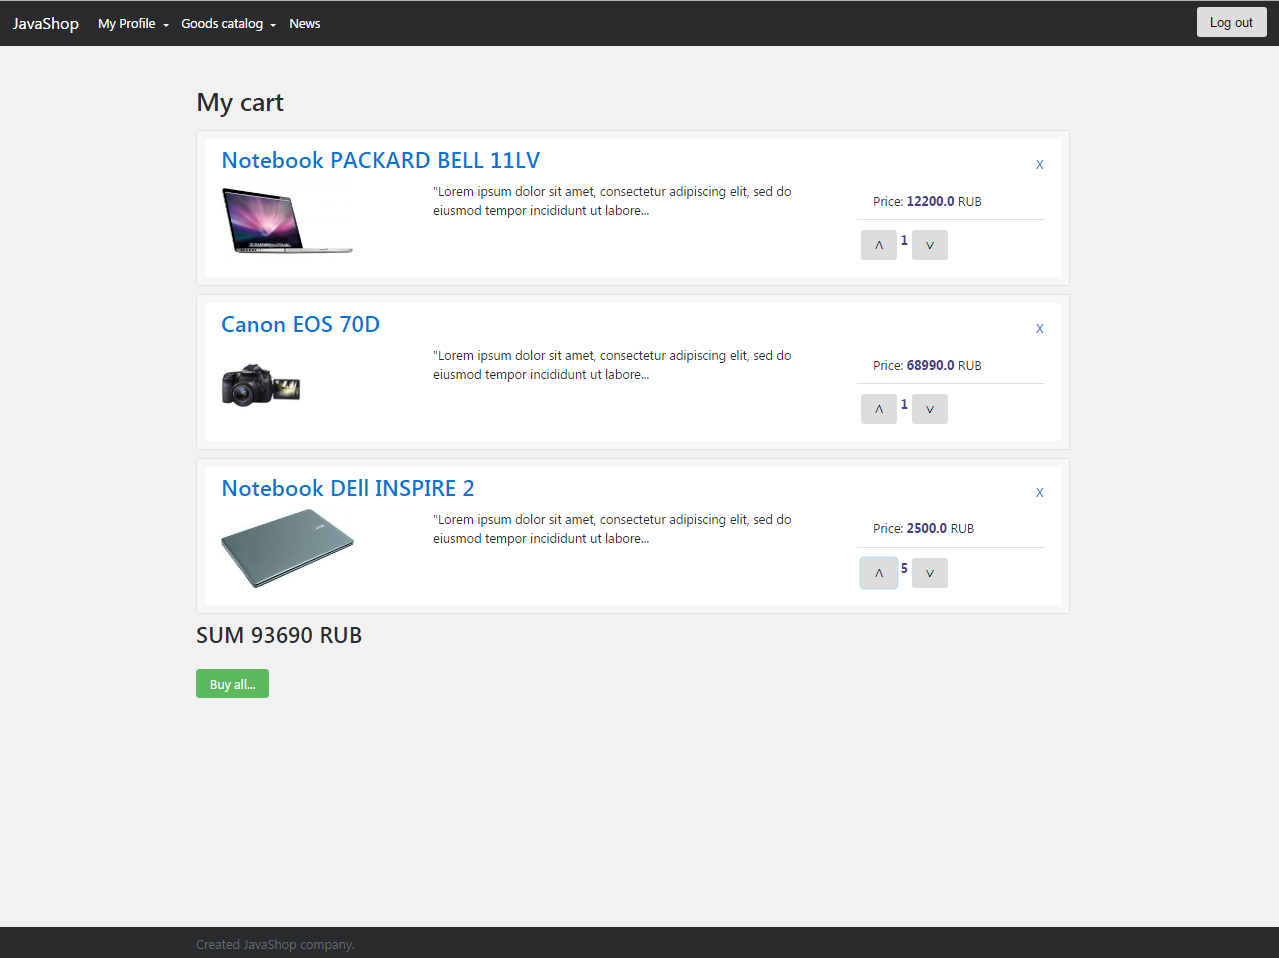 JavaShop My Profile Goods catalog News Log out
My cart
Notebook PACKARD BELL 11LV X
"Lorem ipsum dolor sit amet, consectetur adipiscing elit, sed do
eiusmod tempor incididunt ut labore...
Price: 12200.0 RUB
˄ 1 ˅
Canon EOS 70D X
"Lorem ipsum dolor sit amet, consectetur adipiscing elit, sed do
eiusmod tempor incididunt ut labore...
Price: 68990.0 RUB
˄ 1 ˅
Notebook DEll INSPIRE 2 X
"Lorem ipsum dolor sit amet, consectetur adipiscing elit, sed do
eiusmod tempor incididunt ut labore...
Price: 2500.0 RUB
˄ 5 ˅
SUM 93690 RUB
Buy all...
Created JavaShop company.